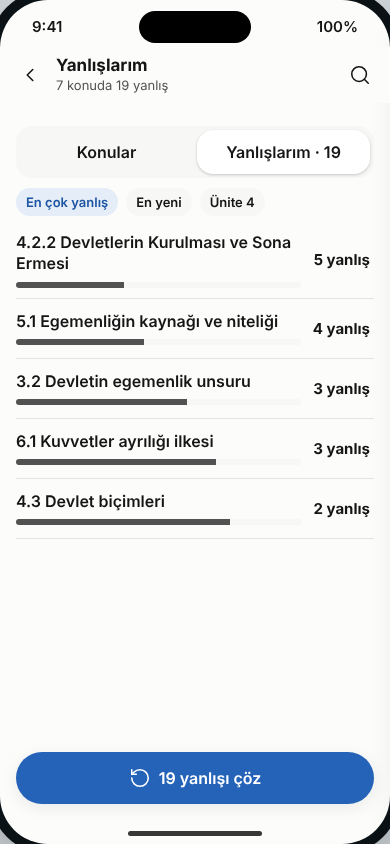 9:41
100%
Yanlışlarım
7 konuda 19 yanlış
Konular
Yanlışlarım · 19
En çok yanlış
En yeni
Ünite 4
4.2.2 Devletlerin Kurulması ve Sona
Ermesi
5 yanlış
5.1 Egemenliğin kaynağı ve niteliği
4 yanlış
3.2 Devletin egemenlik unsuru
3 yanlış
6.1 Kuvvetler ayrılığı ilkesi
3 yanlış
4.3 Devlet biçimleri
2 yanlış
19 yanlışı çöz